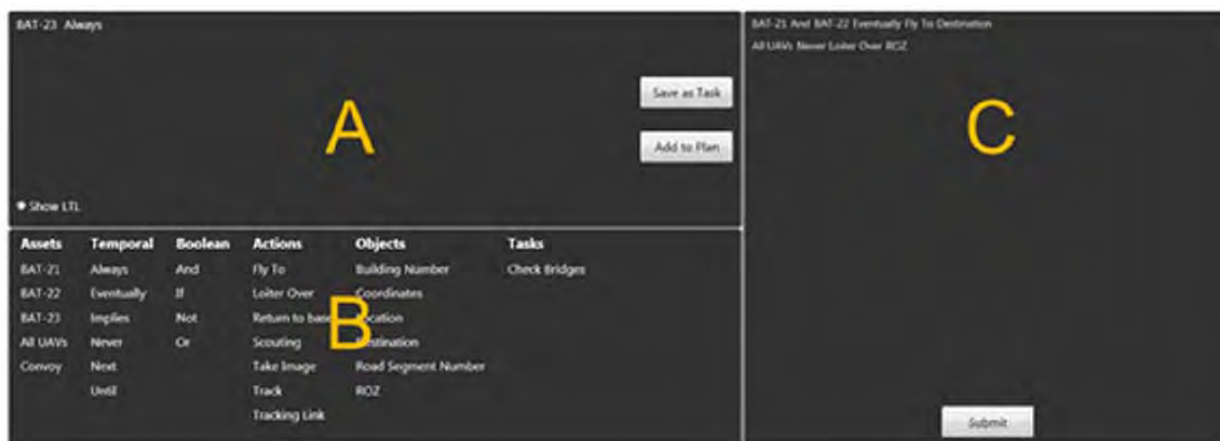 BAT-23 Always
A
Save as Task
Add to Plan
Show LTL
Assets Temporal Boolean Actions Objects Tasks
BAT-21 Always And Fly To Building Number Check Bridges
BAT-22 Eventually If Loiter Over Coordinates
BAT-23 Implies Not Return to base Location
B
All UAVs Never Or Scouting Destination
Convoy Next Take Image Road Segment Number
Until Track ROZ
Tracking Link
BAT-21 And BAT-22 Eventually Fly To Destination
All UAVs Never Loiter Over ROZ
C
Submit